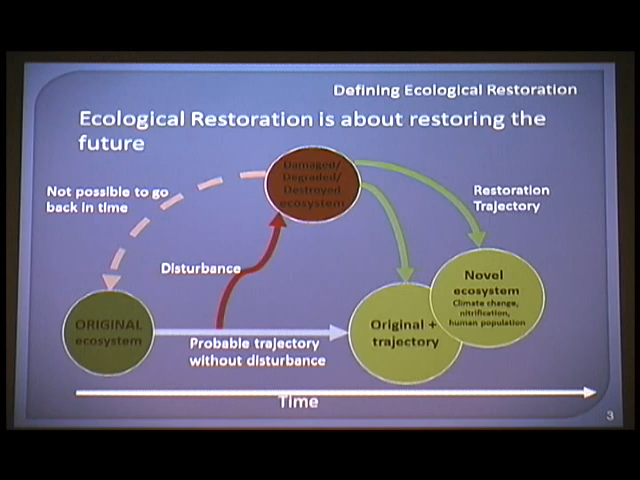 Defining Ecological Restoration
Ecological Restoration is about restoring the
future
Damaged/
Degraded/
Destroyed
ecosystem
Not possible to go
back in time
Restoration
Trajectory
Disturbance
Novel
ecosystem
Climate change,
nitrification,
human population
ORIGINAL
ecosystem
Original +
trajectory
Probable trajectory
without disturbance
Time
3